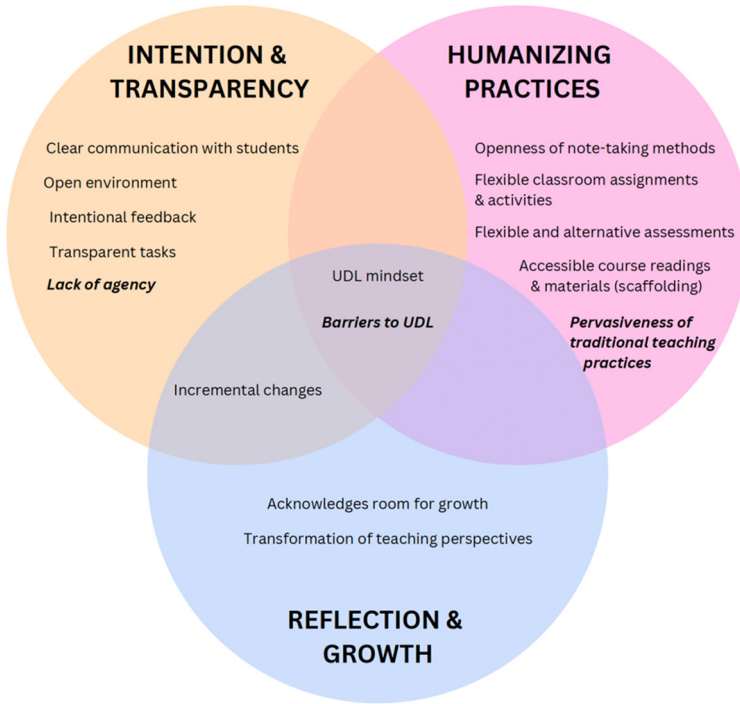 INTENTION &
TRANSPARENCY
Clear communication with students
Open environment
Intentional feedback
Transparent tasks
Lack of agency
HUMANIZING
PRACTICES
Openness of note-taking methods
Flexible classroom assignments
& activities
Flexible and alternative assessments
Accessible course readings
& materials (scaffolding)
Pervasiveness of
traditional teaching
practices
UDL mindset
Barriers to UDL
Incremental changes
Acknowledges room for growth
Transformation of teaching perspectives
REFLECTION &
GROWTH